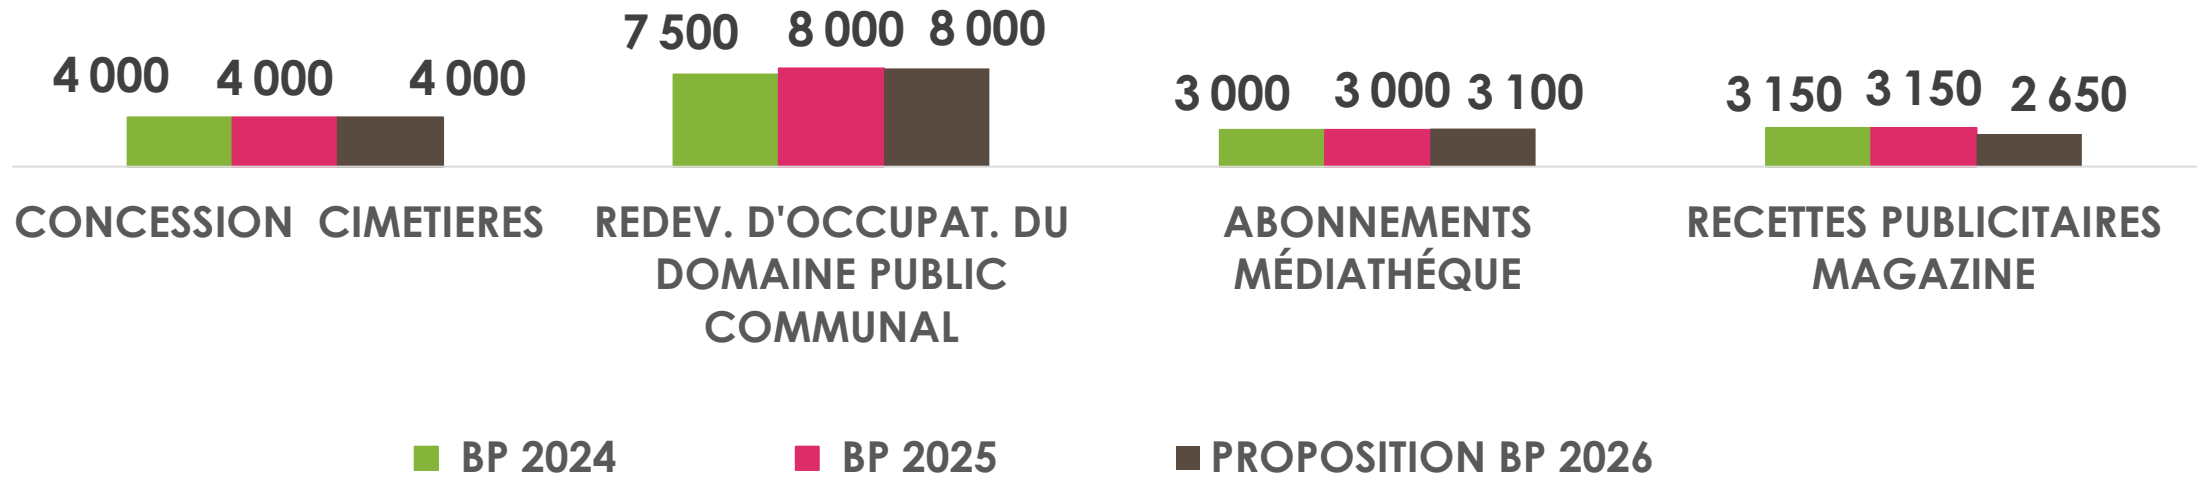 4 000 4 000 4 000
7 500 8 000 8 000
3 000 3 000 3 100
3 150 3 150 2 650
CONCESSION CIMETIERES
REDEV. D'OCCUPAT. DU
DOMAINE PUBLIC
COMMUNAL
ABONNEMENTS
MÉDIATHÉQUE
RECETTES PUBLICITAIRES
MAGAZINE
BP 2024
BP 2025
PROPOSITION BP 2026